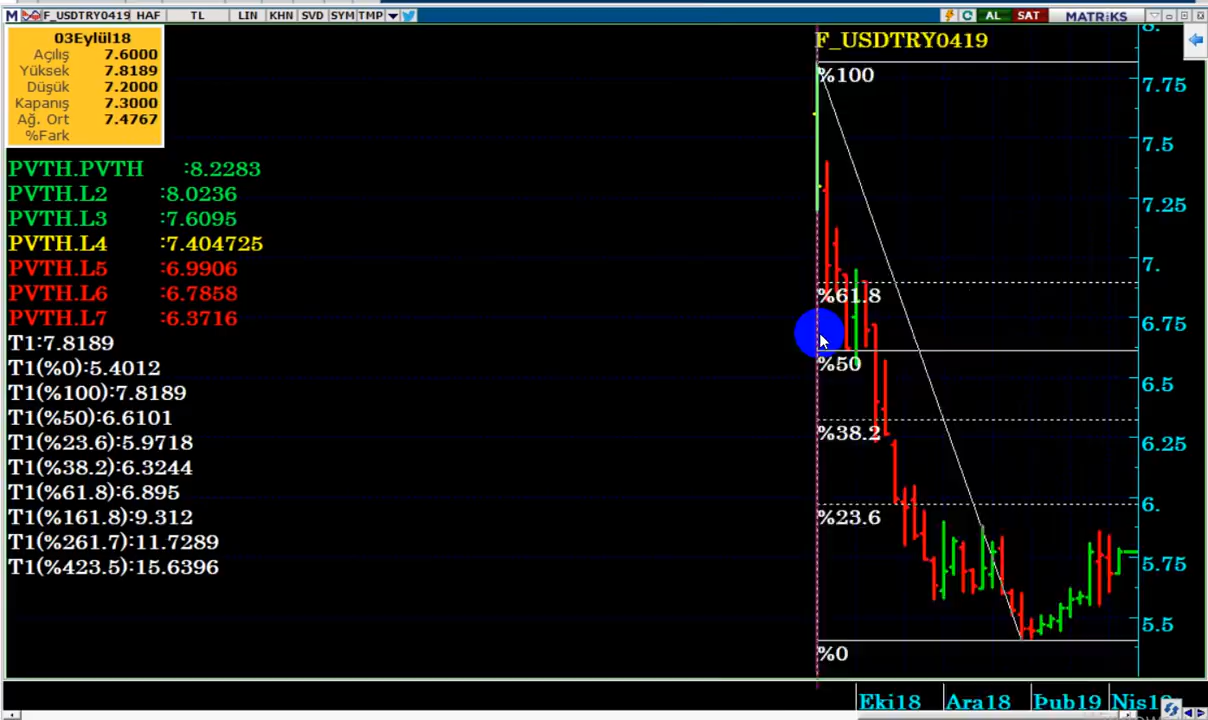 M F_USDTRY0419 HAF TL LIN KHN SVD SYM TMP C AL SAT MATRiKS
03Eylül18
Açılış 7.6000
Yüksek 7.8189
Düşük 7.2000
Kapanış 7.3000
Ağ. Ort 7.4767
%Fark
PVTH.PVTH :8.2283
PVTH.L2 :8.0236
PVTH.L3 :7.6095
PVTH.L4 :7.404725
PVTH.L5 :6.9906
PVTH.L6 :6.7858
PVTH.L7 :6.3716
T1:7.8189
T1(%0):5.4012
T1(%100):7.8189
T1(%50):6.6101
T1(%23.6):5.9718
T1(%38.2):6.3244
T1(%61.8):6.895
T1(%161.8):9.312
T1(%261.7):11.7289
T1(%423.5):15.6396
F_USDTRY0419
%100
%61.8
%50
%38.2
%23.6
%0
8.
7.75
7.5
7.25
7.
6.75
6.5
6.25
6.
5.75
5.5
Eki18 Ara18 Þub19 Nis19